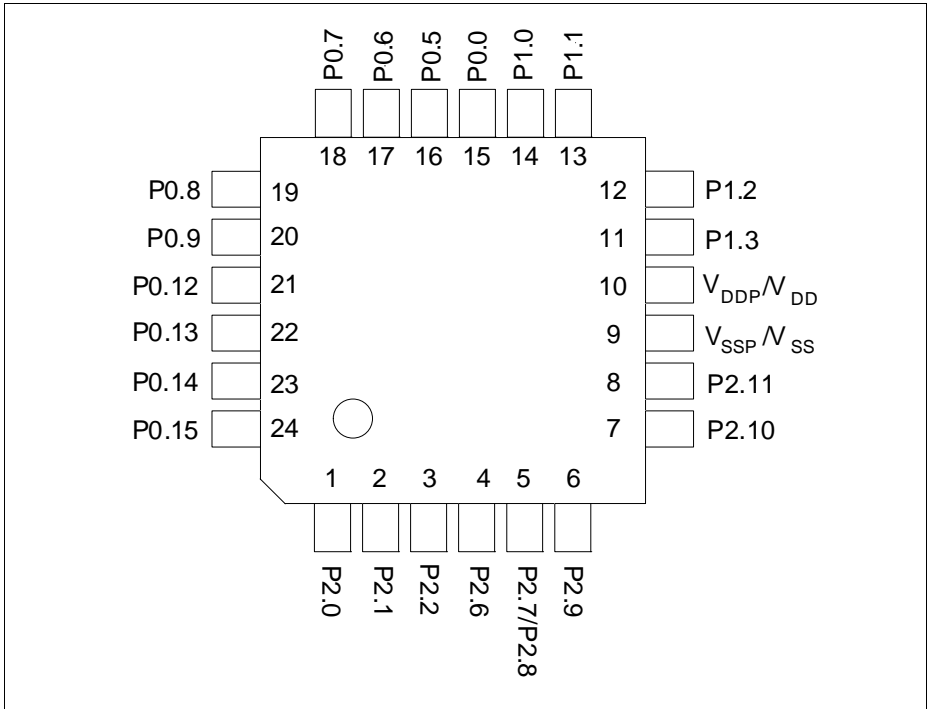 P0.7 P0.6 P0.5 P0.0 P1.0 P1.1
18 17 16 15 14 13
P0.8 19 12 P1.2
P0.9 20 11 P1.3
P0.12 21 10 VDDP/VDD
P0.13 22 9 VSSP/VSS
P0.14 23 8 P2.11
P0.15 24 7 P2.10
1 2 3 4 5 6
P2.0 P2.1 P2.2 P2.6 P2.7/P2.8 P2.9